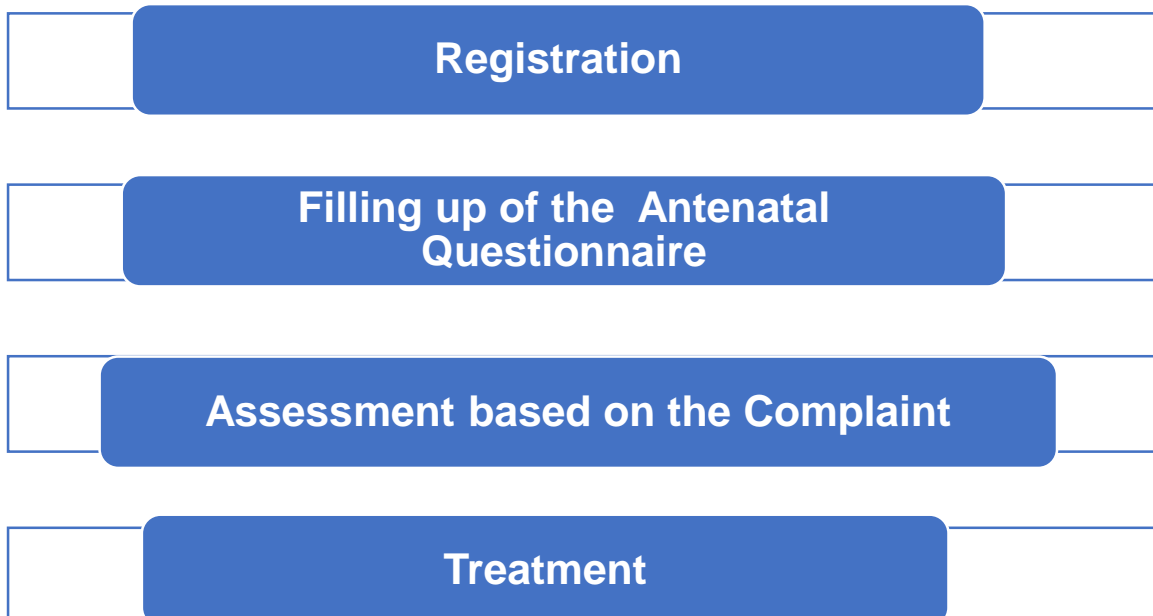 Registration
Filling up of the  Antenatal
Questionnaire
Assessment based on the Complaint
Treatment